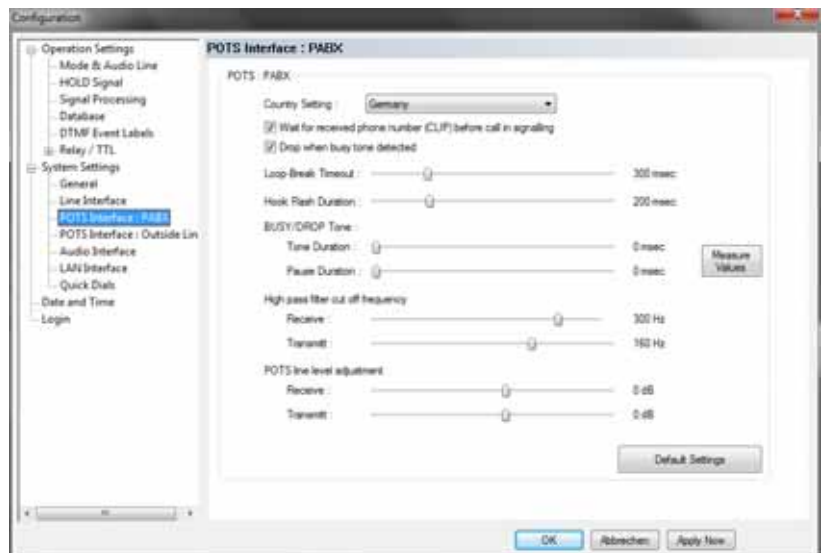 Configuration
Operation Settings
Mode & Audio Line
HOLD Signal
Signal Processing
Database
DTMF Event Labels
Relay / TTL
System Settings
General
Line Interface
POTS Interface : PABX
POTS Interface : Outside Lin
Audio Interface
LAN Interface
Quick Dials
Date and Time
Login
POTS Interface : PABX
POTS : PABX
Country Setting : Germany
Wait for received phone number (CLIP) before call in signalling
Drop when busy tone detected
Loop-Break Timeout : 300 msec
Hook Flash Duration : 200 msec
BUSY/DROP Tone :
Tone Duration : 0 msec
Pause Duration : 0 msec
Measure Values
High pass filter cut off frequency
Receive : 300 Hz
Transmit : 160 Hz
POTS line level adjustment
Receive : 0 dB
Transmit : 0 dB
Default Settings
OK Abbrechen Apply Now